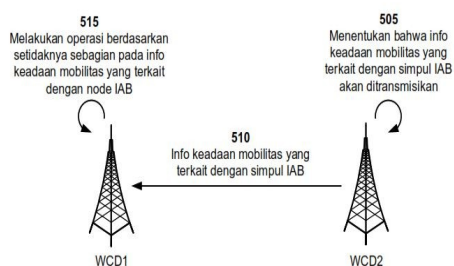 515
Melakukan operasi berdasarkan
setidaknya sebagian pada info
keadaan mobilitas yang terkait
dengan node IAB
505
Menentukan bahwa info
keadaan mobilitas yang
terkait dengan simpul IAB
akan ditransmisikan
510
Info keadaan mobilitas yang
terkait dengan simpul IAB
WCD1
WCD2